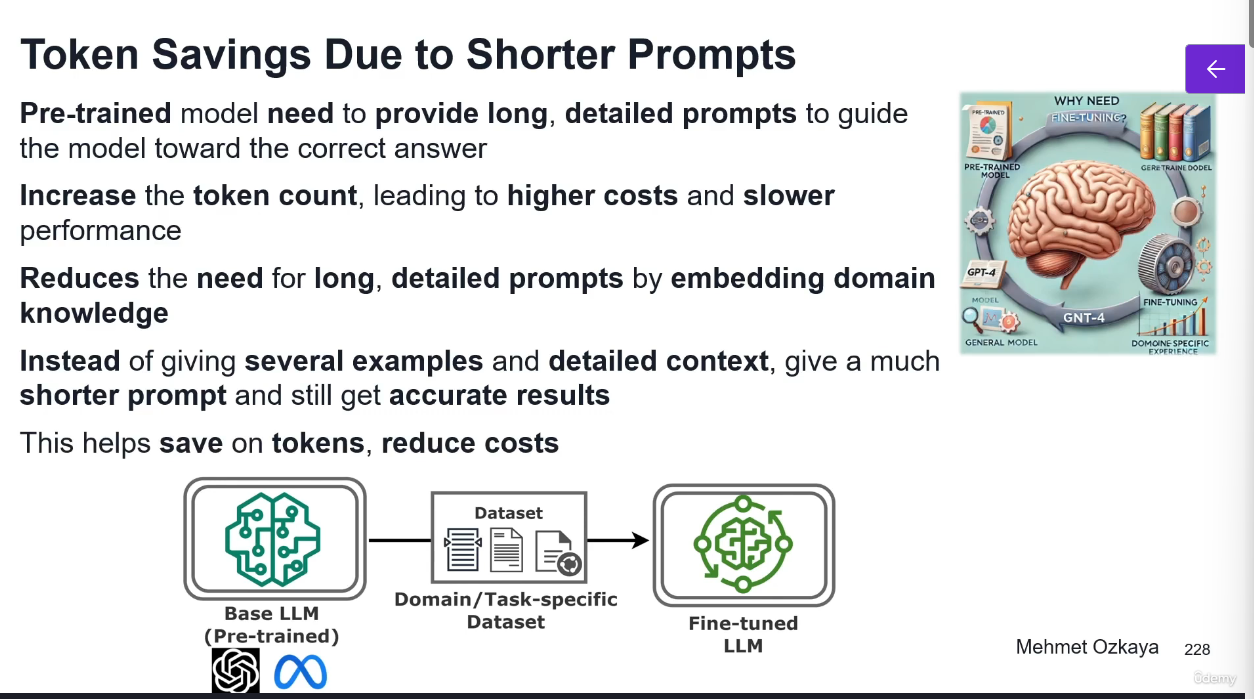 Token Savings Due to Shorter Prompts
Pre-trained model need to provide long, detailed prompts to guide
the model toward the correct answer
Increase the token count, leading to higher costs and slower
performance
Reduces the need for long, detailed prompts by embedding domain
knowledge
Instead of giving several examples and detailed context, give a much
shorter prompt and still get accurate results
This helps save on tokens, reduce costs
WHY NEED
FINE-TUNING?
PRE-TRAINED
PRE-TRAINED
MODEL
GERETRAINE DODEL
GPT-4
MODEL
GENERAL MODEL
GNT-4
FINE-TUNING
DOMOINE-SPECIFIC
EXPERIENCE
Dataset
Base LLM
(Pre-trained)
Domain/Task-specific
Dataset
Fine-tuned
LLM
Mehmet Ozkaya
228
ûdemy